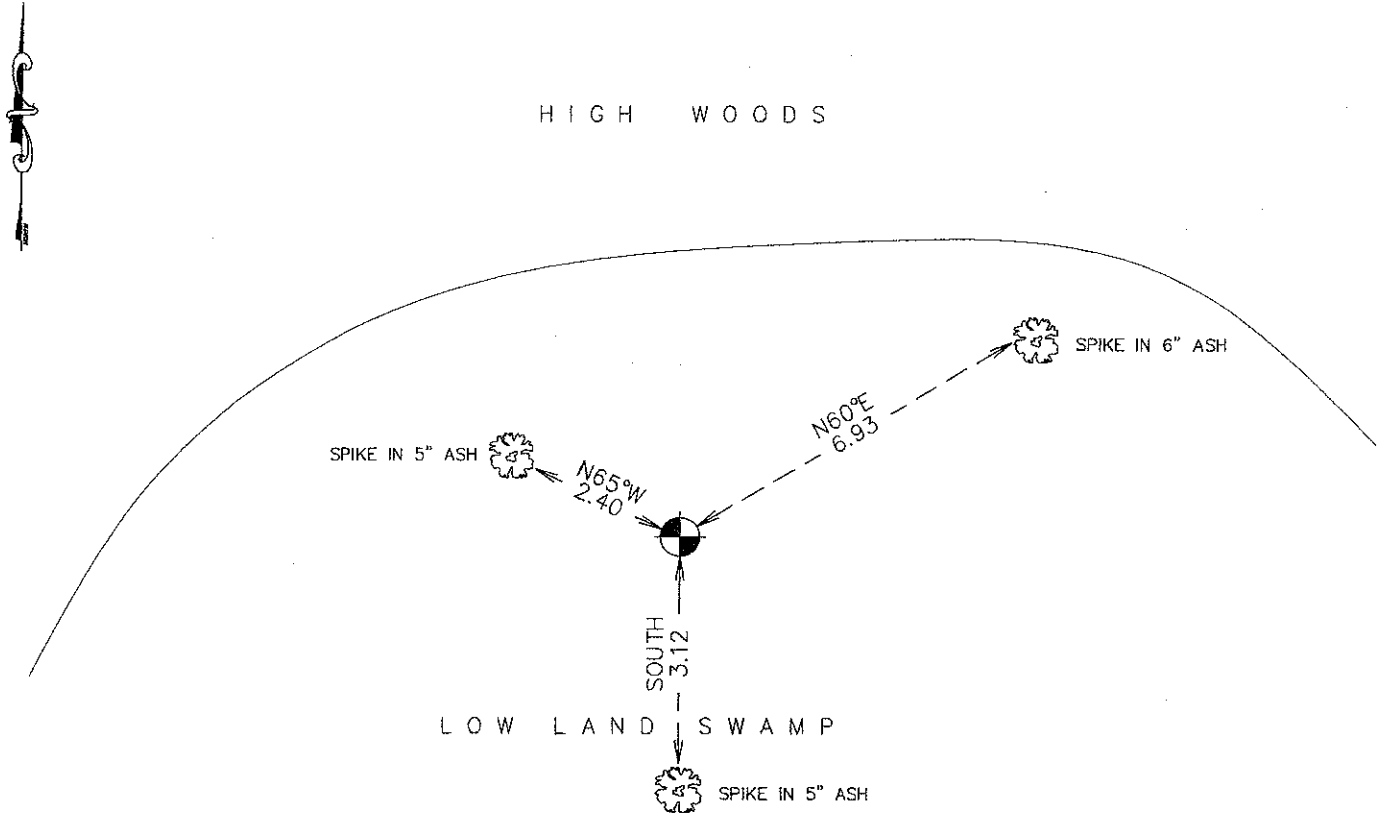 HIGH WOODS
SPIKE IN 6" ASH
N60°E
6.93
SPIKE IN 5" ASH
N65°W
2.40
SOUTH
3.12
LOW LAND SWAMP
SPIKE IN 5" ASH